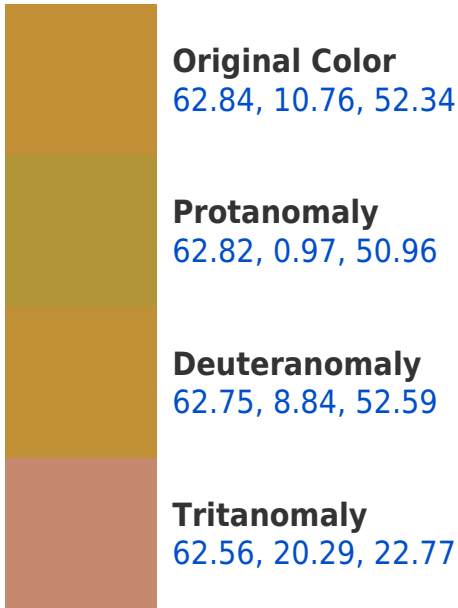 Original Color
62.84, 10.76, 52.34
Protanomaly
62.82, 0.97, 50.96
Deuteranomaly
62.75, 8.84, 52.59
Tritanomaly
62.56, 20.29, 22.77